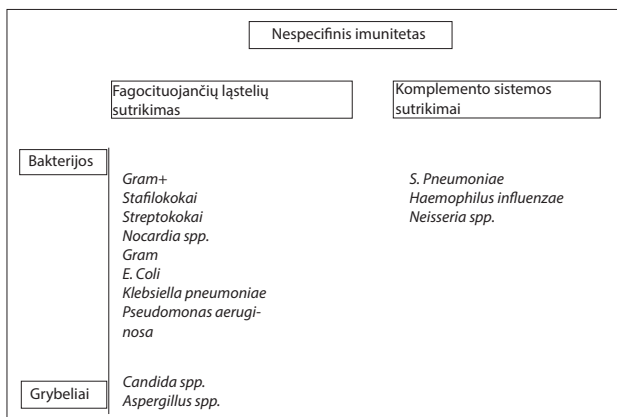 Nespecifinis imunitetas
Fagocituojančių ląstelių
sutrikimas
Komplemento sistemos
sutrikimai
Bakterijos
Gram+
Stafilokokai
Streptokokai
Nocardia spp.
Gram
E. Coli
Klebsiella pneumoniae
Pseudomonas aerugi-
nosa
S. Pneumoniae
Haemophilus influenzae
Neisseria spp.
Grybeliai
Candida spp.
Aspergillus spp.